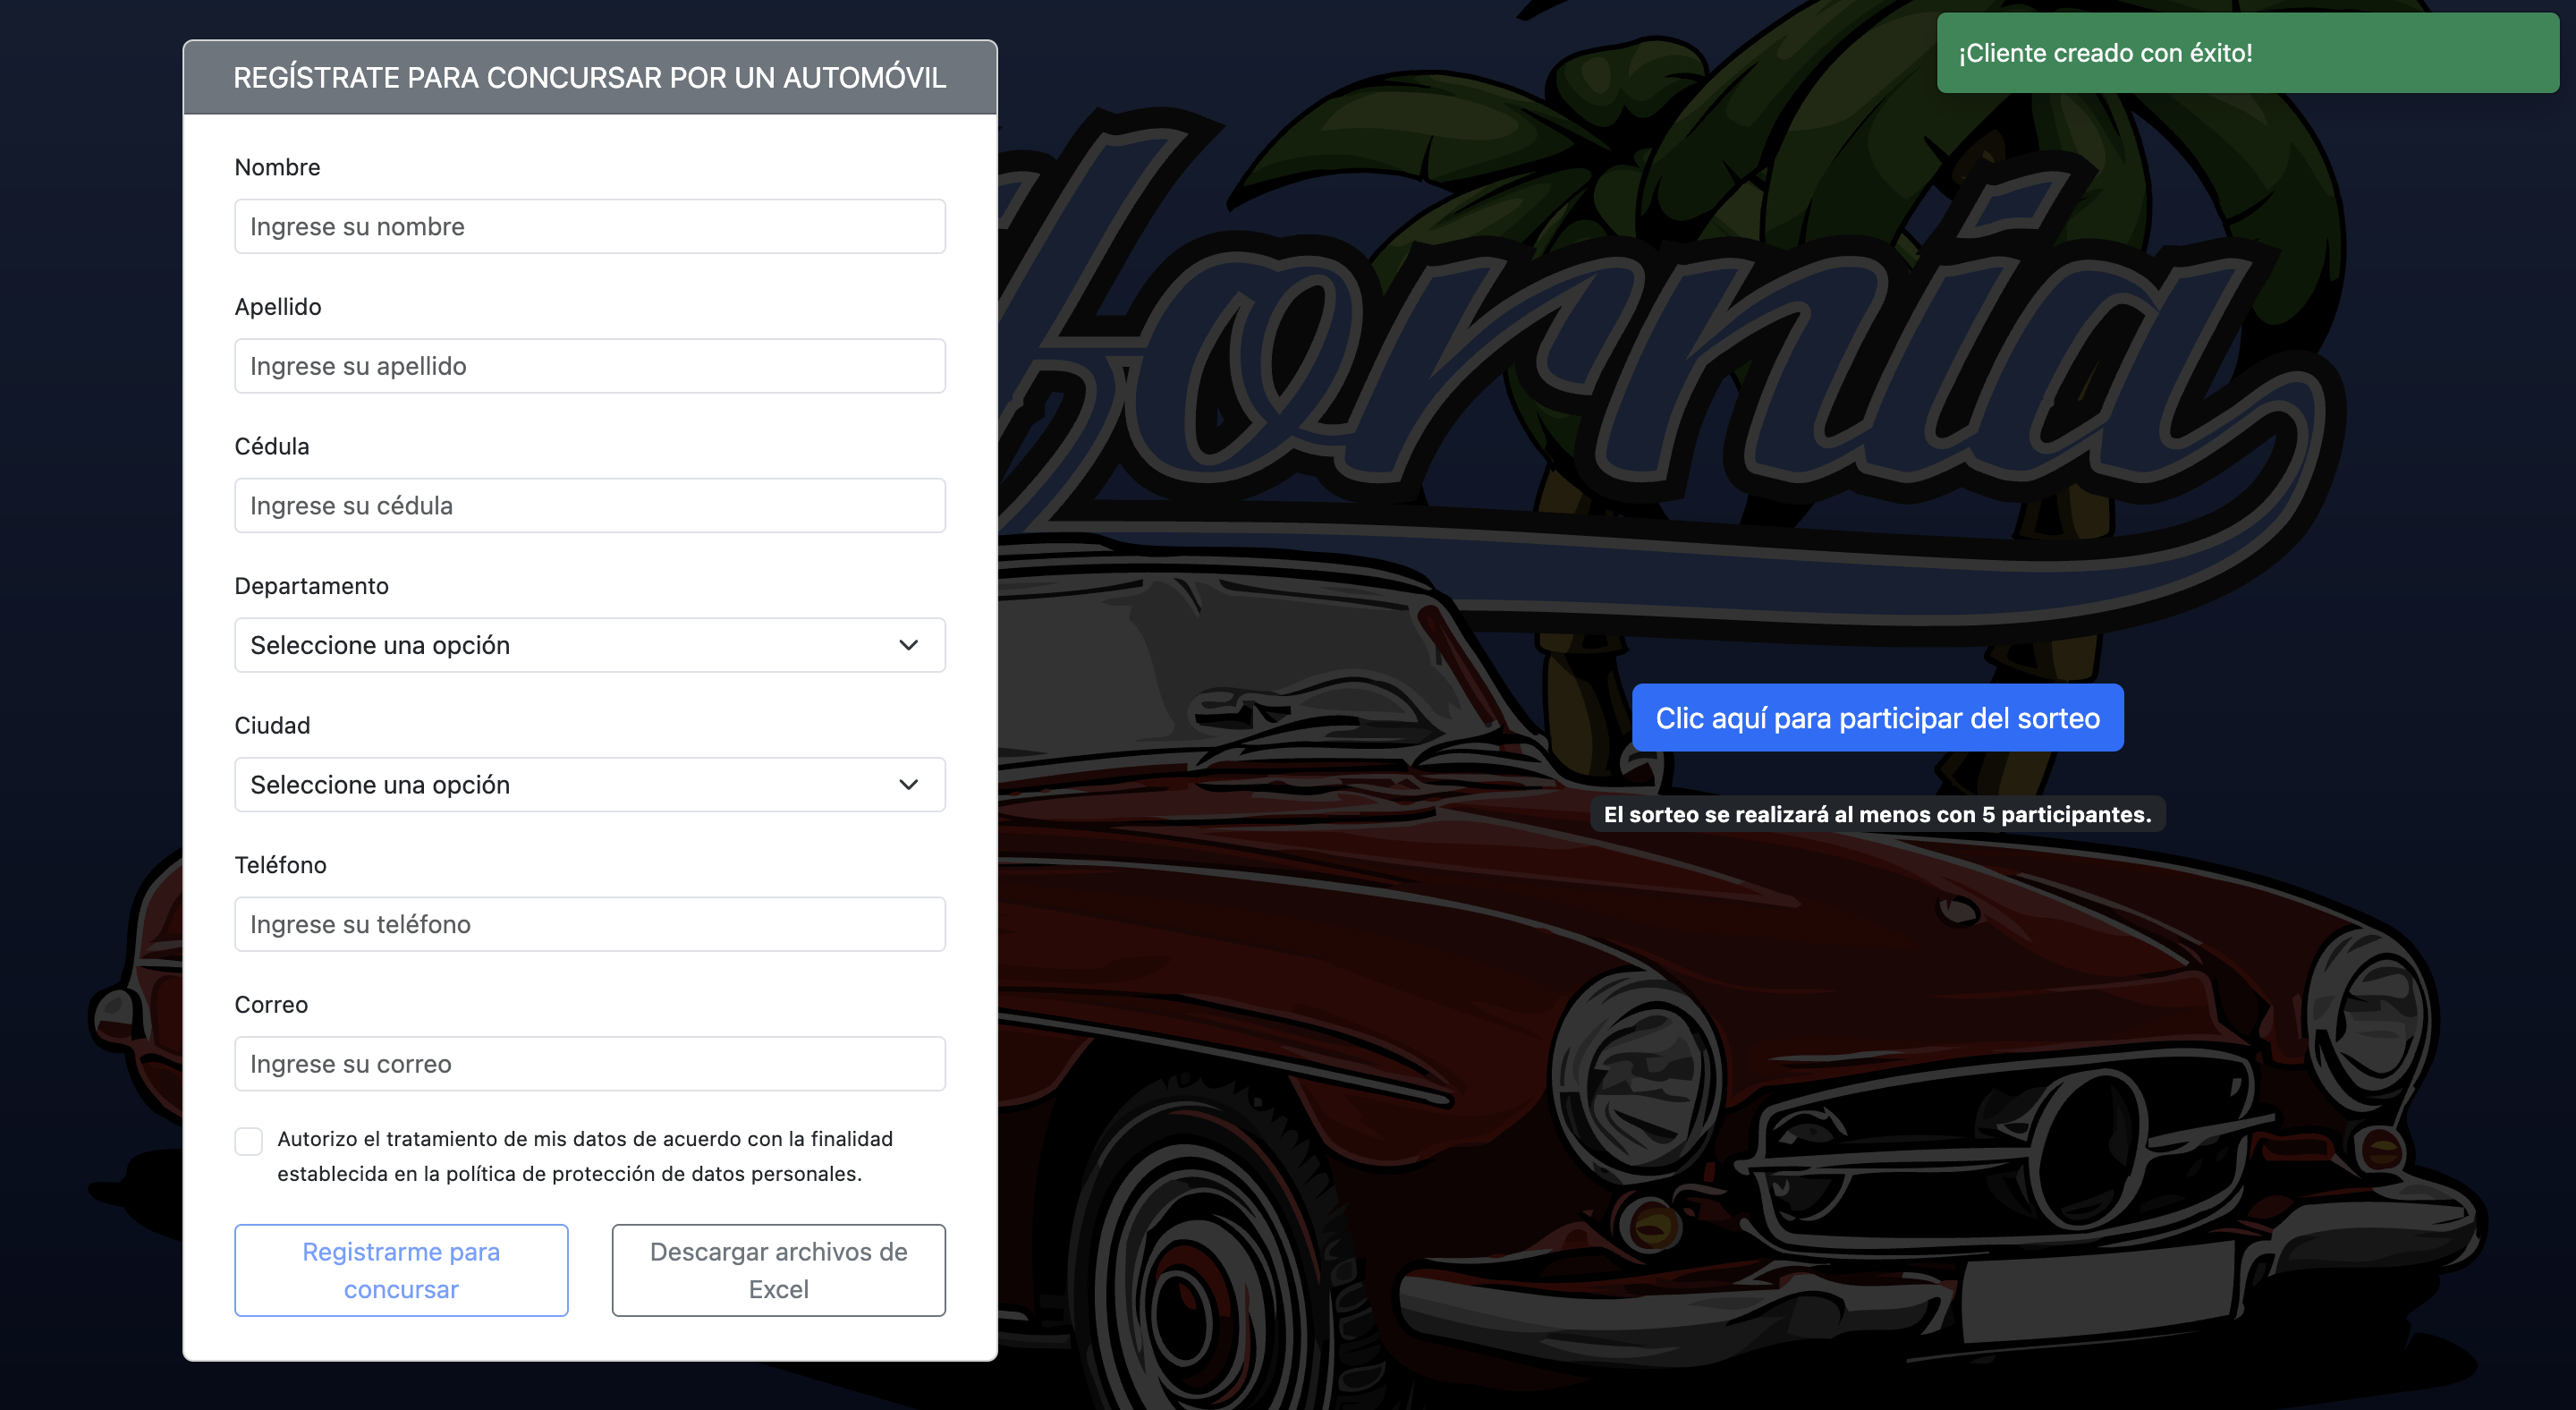 ¡Cliente creado con éxito!
REGÍSTRATE PARA CONCURSAR POR UN AUTOMÓVIL
Nombre
Ingrese su nombre
Apellido
Ingrese su apellido
Cédula
Ingrese su cédula
Departamento
Seleccione una opción
Ciudad
Seleccione una opción
Teléfono
Ingrese su teléfono
Correo
Ingrese su correo
Autorizo el tratamiento de mis datos de acuerdo con la finalidad
establecida en la política de protección de datos personales.
Registrarme para
concursar
Descargar archivos de
Excel
fornia
Clic aquí para participar del sorteo
El sorteo se realizará al menos con 5 participantes.